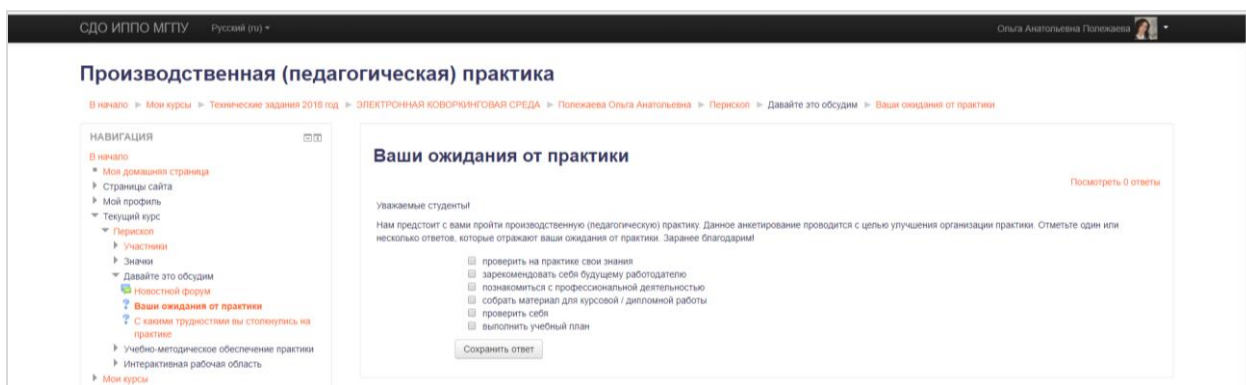 СДО ИППО МГПУ Русский (ru)
Ольга Анатольевна Полежаева
Производственная (педагогическая) практика
В начало ► Мои курсы ► Технические задания 2018 год ► ЭЛЕКТРОННАЯ КОВОРКИНГОВАЯ СРЕДА ► Полежаева Ольга Анатольевна ► Перископ ► Давайте это обсудим ► Ваши ожидания от практики
НАВИГАЦИЯ
В начало
Моя домашняя страница
Страницы сайта
Мой профиль
Текущий курс
Перископ
Участники
Значки
Давайте это обсудим
Новостной форум
Ваши ожидания от практики
С какими трудностями вы столкнулись на
практике
Учебно-методическое обеспечение практики
Интерактивная рабочая область
Мои курсы
Ваши ожидания от практики
Посмотреть 0 ответы
Уважаемые студенты!
Нам предстоит с вами пройти производственную (педагогическую) практику. Данное анкетирование проводится с целью улучшения организации практики. Отметьте один или
несколько ответов, которые отражают ваши ожидания от практики. Заранее благодарим!
проверить на практике свои знания
зарекомендовать себя будущему работодателю
познакомиться с профессиональной деятельностью
собрать материал для курсовой / дипломной работы
проверить себя
выполнить учебный план
Сохранить ответ